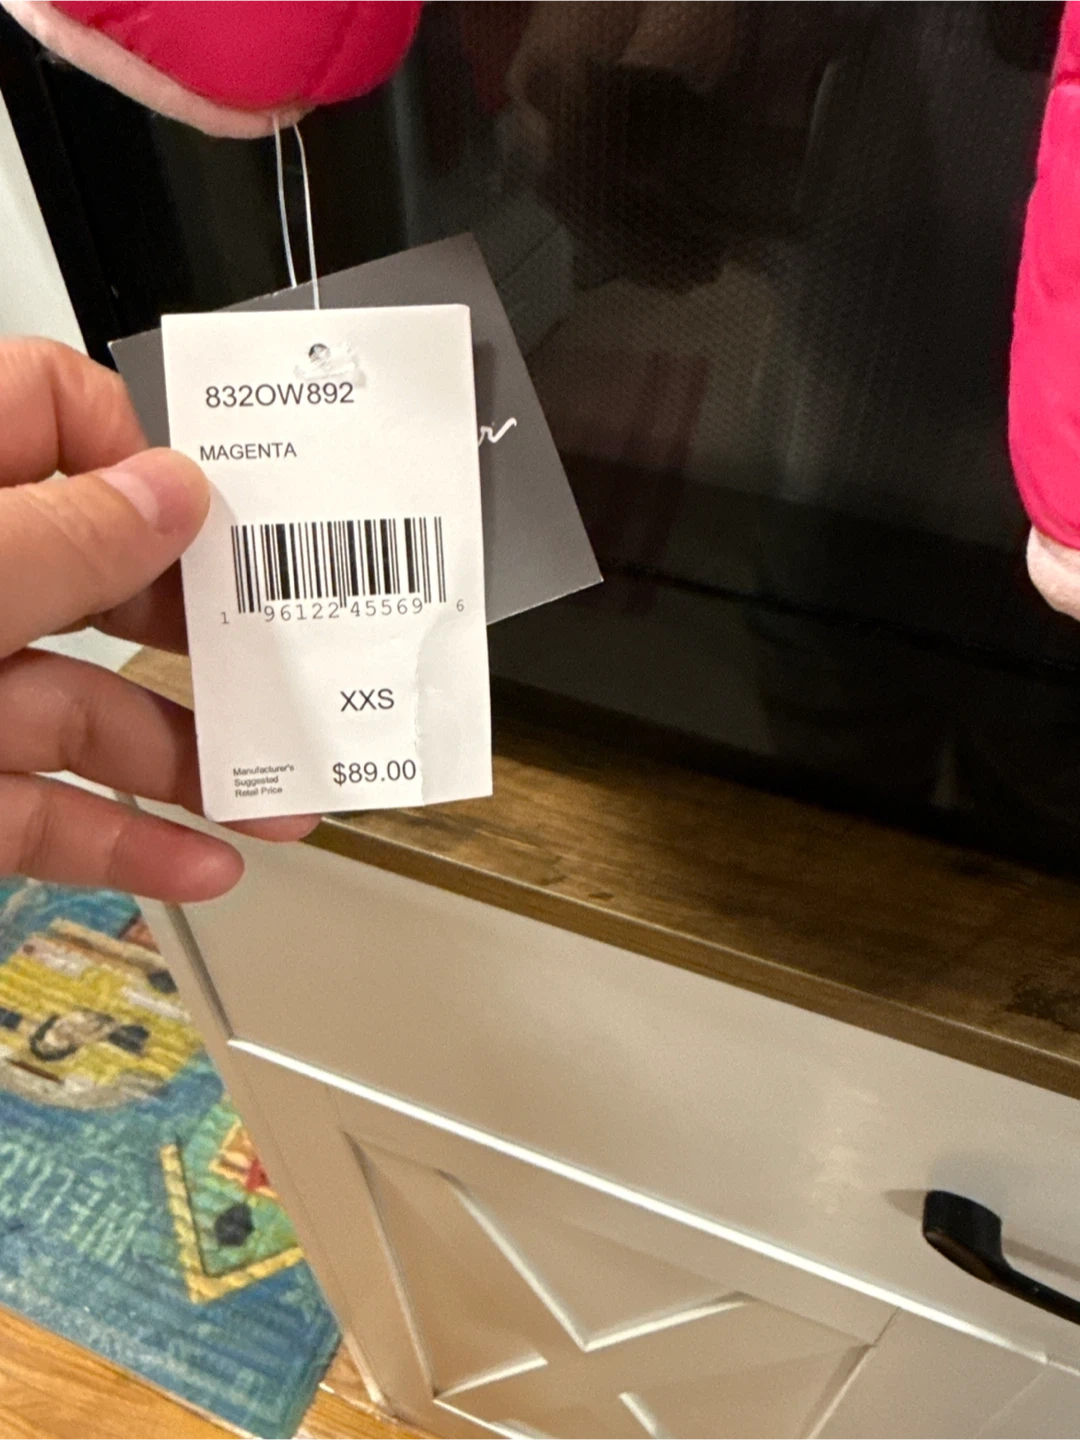 832OW892
MAGENTA
1 96122 45569 6
XXS
Manufacturer's
Suggested
Retail Price
$89.00